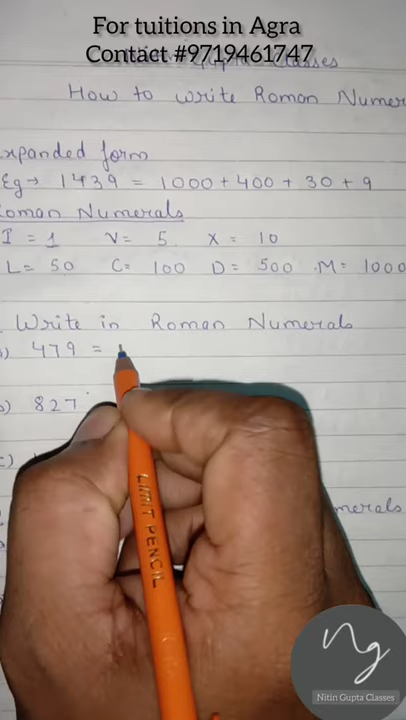 For tuitions in Agra
Contact #9719461747
Classes
How to write Roman Numer
xpanded form
Eg → 1439 = 1000 + 400 + 30 + 9
oman Numerals
I = 1 V = 5 X = 10
L = 50 C = 100 D = 500 M = 1000
Write in Roman Numerals
) 479 =
) 827
)
merals
LIMIT PENCIL
ng
Nitin Gupta Classes